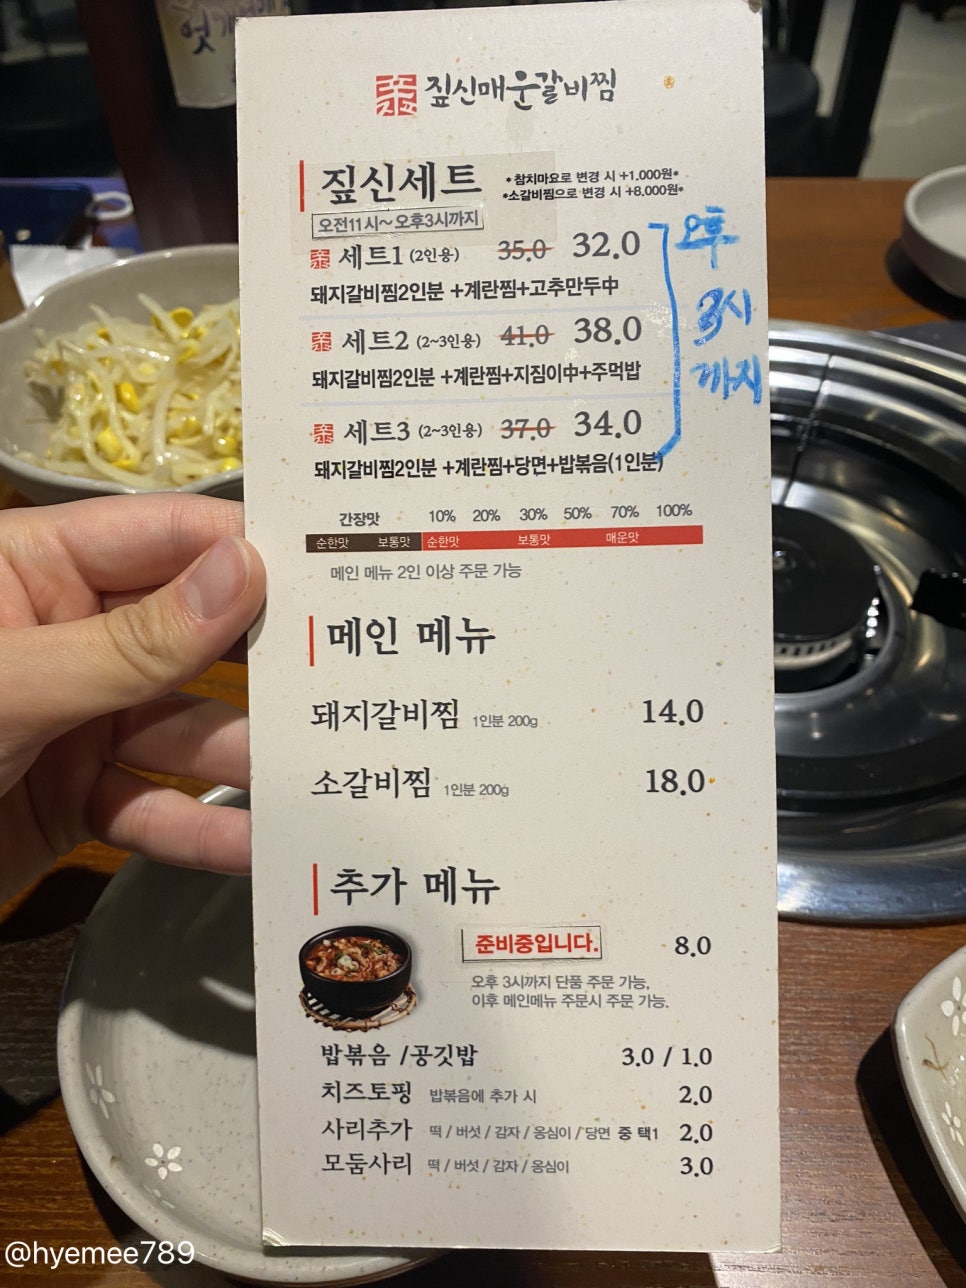 짚신매운갈비찜
짚신세트
*참치마요로 변경 시 +1,000원*
*소갈비찜으로 변경 시 +8,000원*
오전11시~오후3시까지
세트1 (2인용) 35.0 32.0
돼지갈비찜2인분 +계란찜+고추만두中
세트2 (2~3인용) 41.0 38.0
돼지갈비찜2인분 +계란찜+지짐이中+주먹밥
세트3 (2~3인용) 37.0 34.0
돼지갈비찜2인분 +계란찜+당면+밥볶음(1인분)
오후
3시
까지
간장맛 10% 20% 30% 50% 70% 100%
순한맛 보통맛 순한맛 보통맛 매운맛
메인 메뉴 2인 이상 주문 가능
메인 메뉴
돼지갈비찜 1인분 200g 14.0
소갈비찜 1인분 200g 18.0
추가 메뉴
준비중입니다. 8.0
오후 3시까지 단품 주문 가능,
이후 메인메뉴 주문시 주문 가능.
밥볶음 /공깃밥 3.0 / 1.0
치즈토핑 밥볶음에 추가 시 2.0
사리추가 떡 / 버섯 / 감자 / 옹심이 / 당면 중 택1 2.0
모둠사리 떡 / 버섯 / 감자 / 옹심이 3.0
@hyemee789